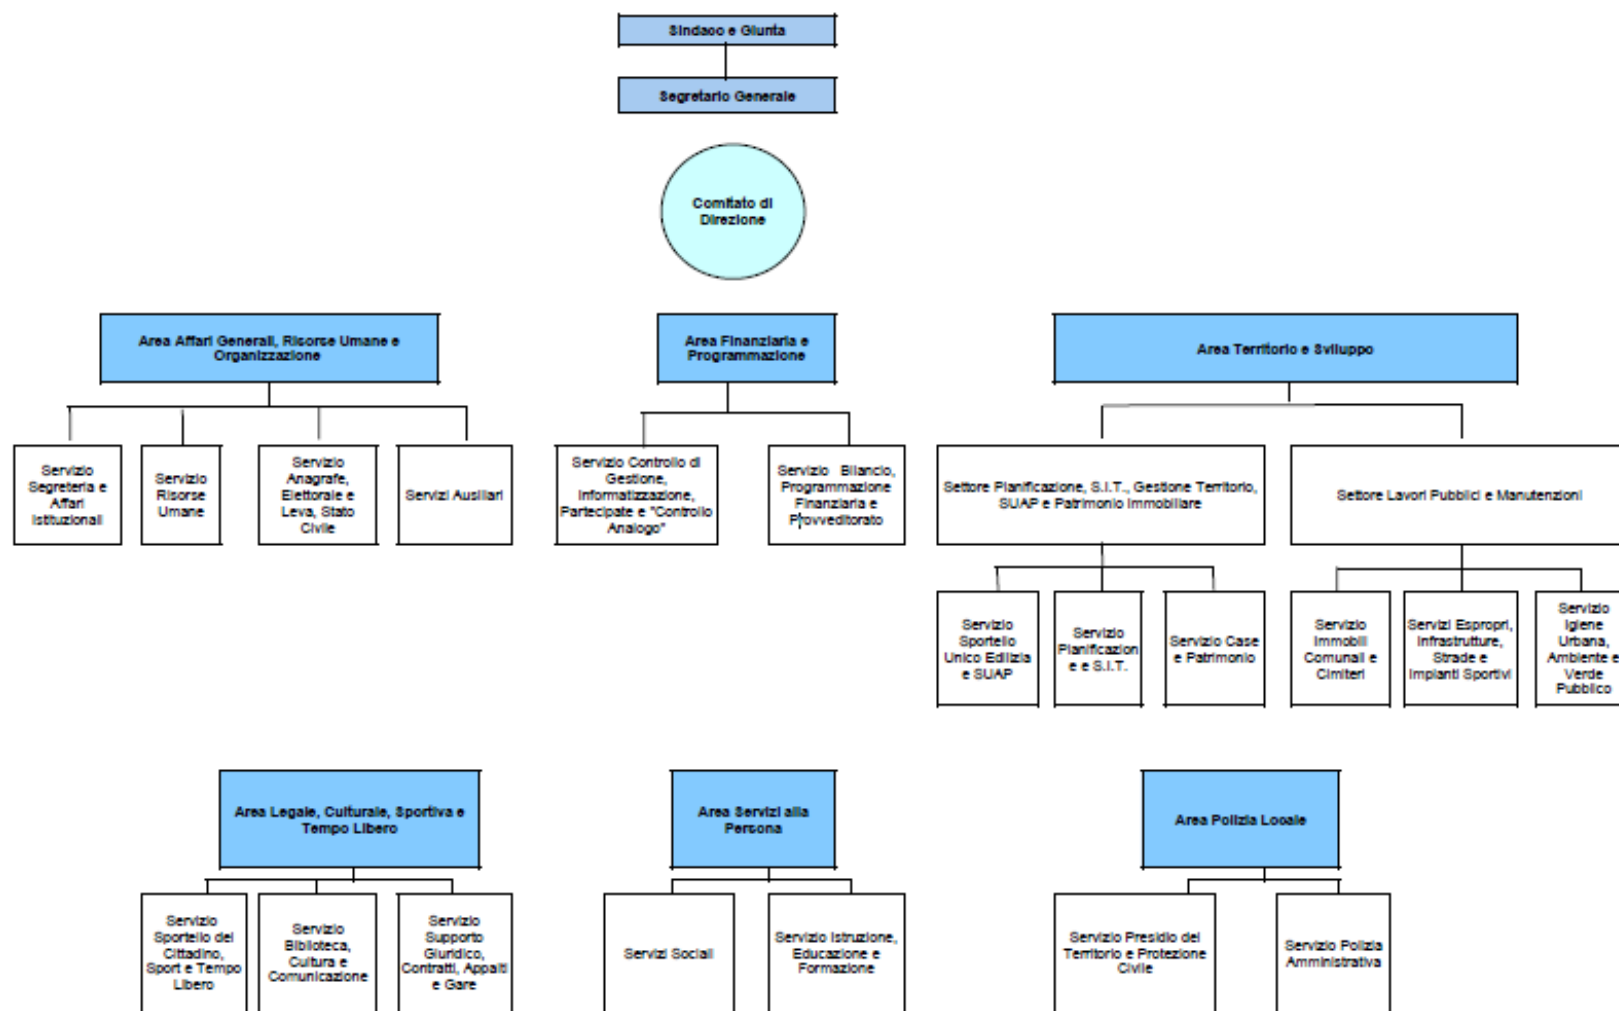 Sindaco e Giunta
Segretario Generale
Comitato di
Direzione
Area Affari Generali, Risorse Umane e
Organizzazione
Area Finanziaria e
Programmazione
Area Territorio e Sviluppo
Servizio
Segreteria e
Affari
Istituzionali
Servizio
Risorse
Umane
Servizio
Anagrafe,
Elettorale e
Leva, Stato
Civile
Servizi Ausiliari
Servizio Controllo di
Gestione,
Informatizzazione,
Partecipate e "Controllo
Analogo"
Servizio Bilancio,
Programmazione
Finanziaria e
Provveditorato
Settore Pianificazione, S.I.T., Gestione Territorio,
SUAP e Patrimonio Immobiliare
Settore Lavori Pubblici e Manutenzioni
Servizio
Sportello
Unico Edilizia
e SUAP
Servizio
Pianificazion
e e S.I.T.
Servizio Case
e Patrimonio
Servizio
Immobili
Comunali e
Cimiteri
Servizi Espropri,
Infrastrutture,
Strade e
Impianti Sportivi
Servizio
Igiene
Urbana,
Ambiente e
Verde
Pubblico
Area Legale, Culturale, Sportiva e
Tempo Libero
Area Servizi alla
Persona
Area Polizia Locale
Servizio
Sportello del
Cittadino,
Sport e Tempo
Libero
Servizio
Biblioteca,
Cultura e
Comunicazione
Servizio
Supporto
Giuridico,
Contratti, Appalti
e Gare
Servizi Sociali
Servizio Istruzione,
Educazione e
Formazione
Servizio Presidio del
Territorio e Protezione
Civile
Servizio Polizia
Amministrativa